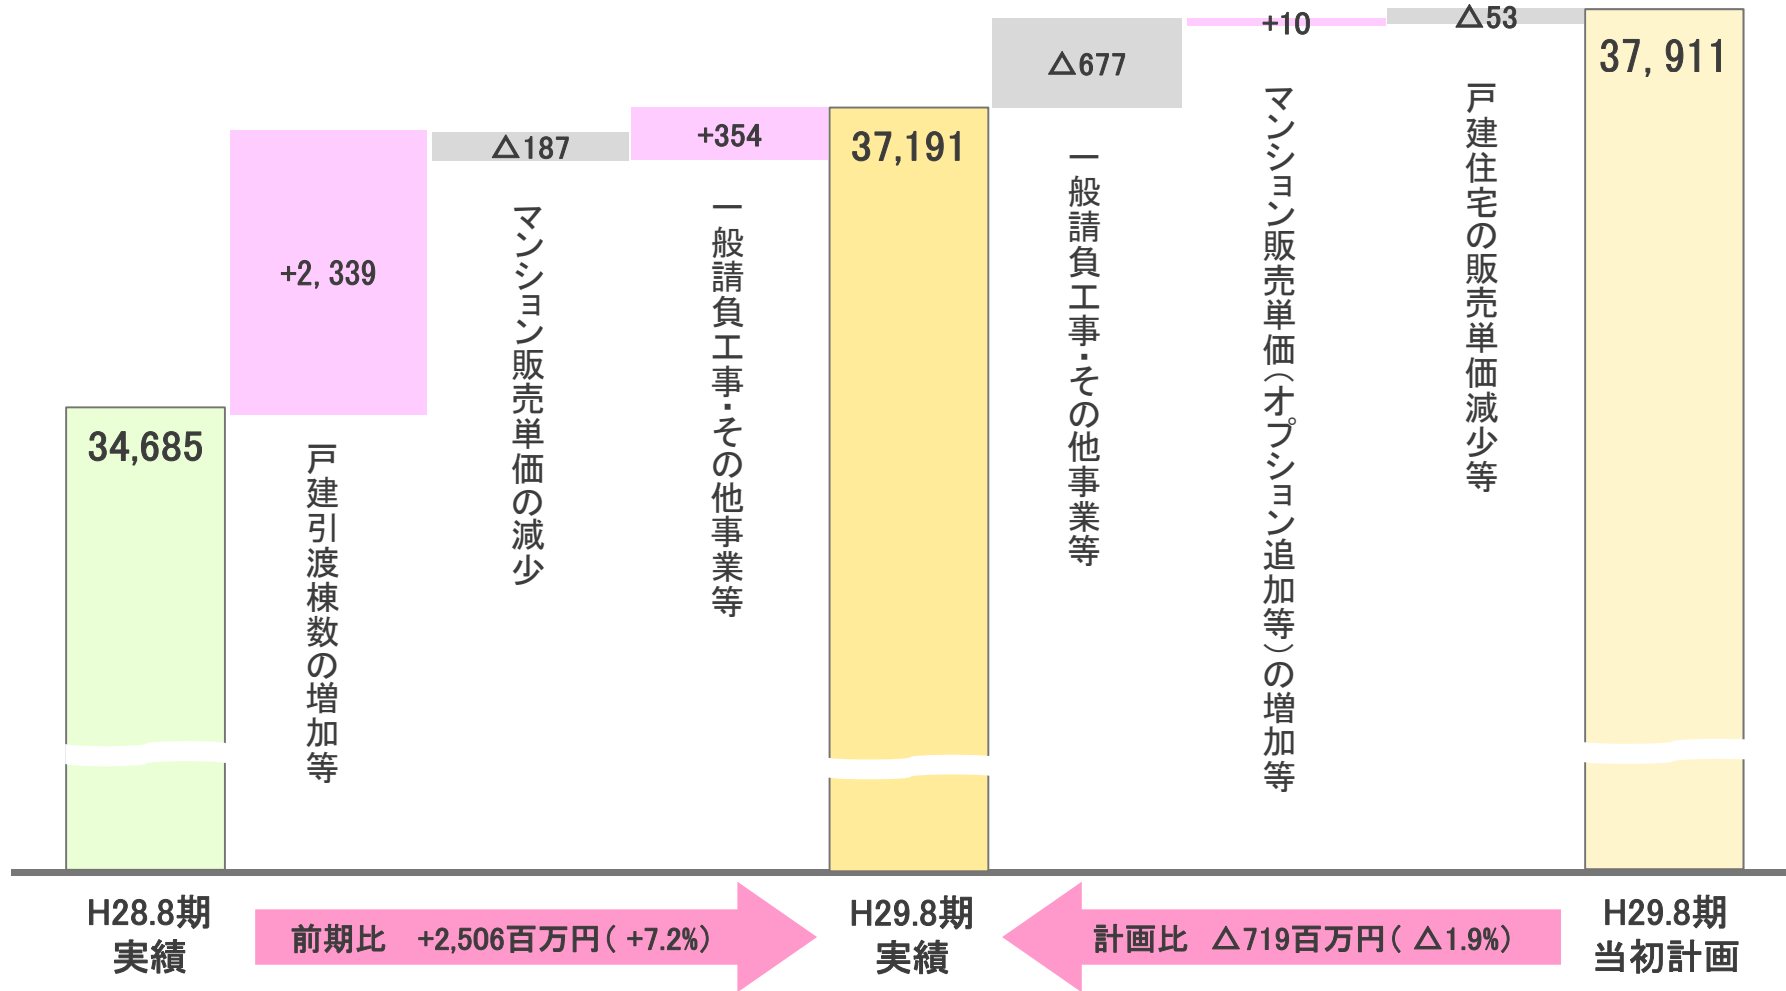 34,685
+2,339
戸建引渡棟数の増加等
△187
マンション販売単価の減少
+354
一般請負工事・その他事業等
37,191
△677
一般請負工事・その他事業等
+10
マンション販売単価(オプション追加等)の増加等
△53
戸建住宅の販売単価減少等
37,911
H28.8期
実績
前期比 +2,506百万円( +7.2%)
H29.8期
実績
計画比 △719百万円( △1.9%)
H29.8期
当初計画